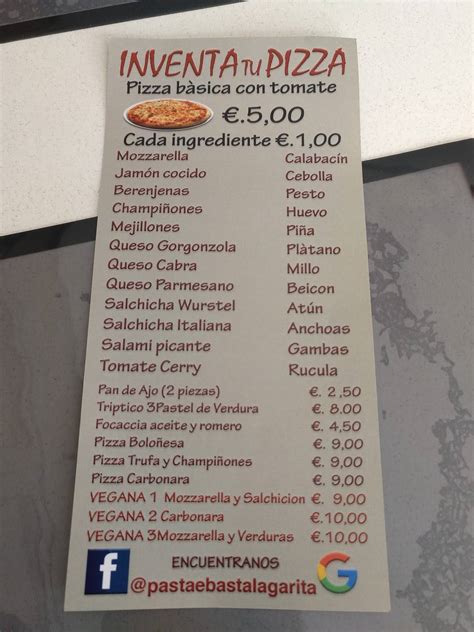 INVENTA TU PIZZA
Pizza bàsica con tomate
€.5,00
Cada ingrediente €.1,00
Mozzarella Calabacín
Jamón cocido Cebolla
Berenjenas Pesto
Champiñones Huevo
Mejillones Piña
Queso Gorgonzola Plàtano
Queso Cabra Millo
Queso Parmesano Beicon
Salchicha Wurstel Atún
Salchicha Italiana Anchoas
Salami picante Gambas
Tomate Cerry Rucula
Pan de Ajo (2 piezas) €. 2,50
Triptico 3Pastel de Verdura €. 8.00
Focaccia aceite y romero €. 4,50
Pizza Boloñesa €. 9,00
Pizza Trufa y Champiñones €. 9,00
Pizza Carbonara €. 9,00
VEGANA 1 Mozzarella y Salchicion €. 9,00
VEGANA 2 Carbonara €.10,00
VEGANA 3Mozzarella y Verduras €.10,00
ENCUENTRANOS
f @pastaebastalagarita G